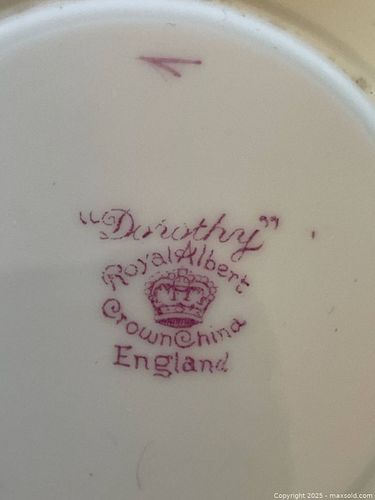 "Dorothy"
Royal Albert
Crown China
England
Copyright 2025 - maxsold.com